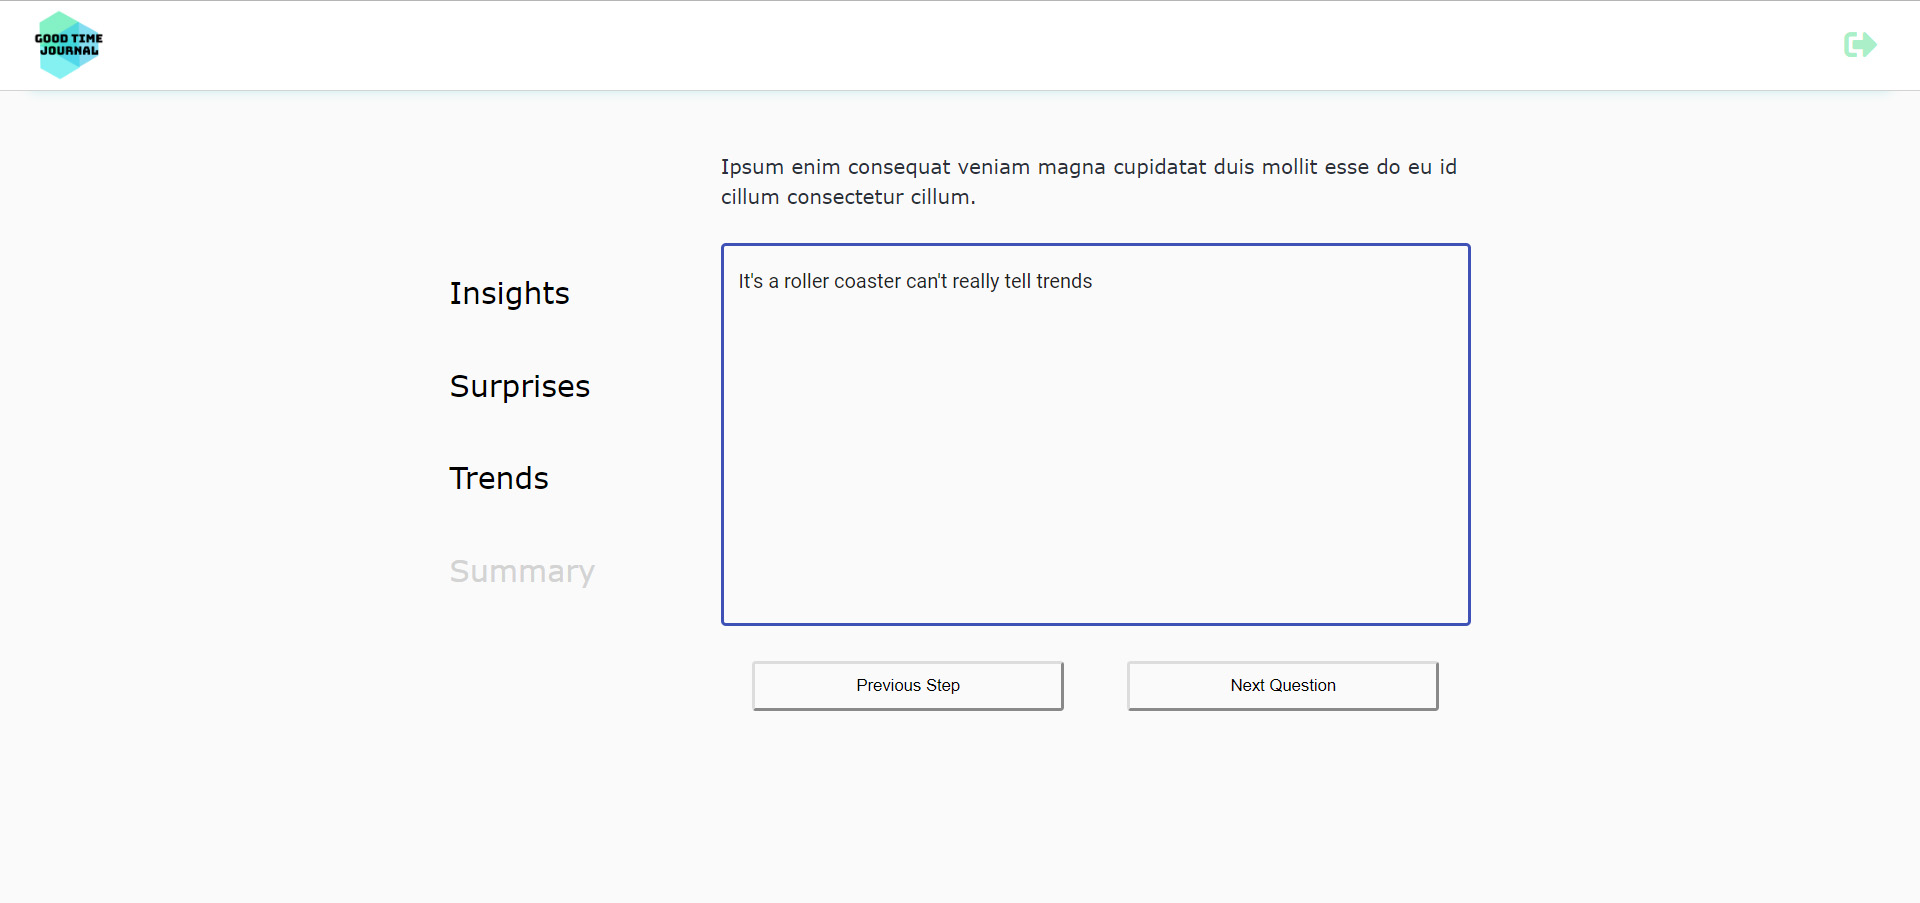 GOOD TIME
JOURNAL
Ipsum enim consequat veniam magna cupidatat duis mollit esse do eu id
cillum consectetur cillum.
Insights
Surprises
Trends
Summary
It's a roller coaster can't really tell trends
Previous Step
Next Question